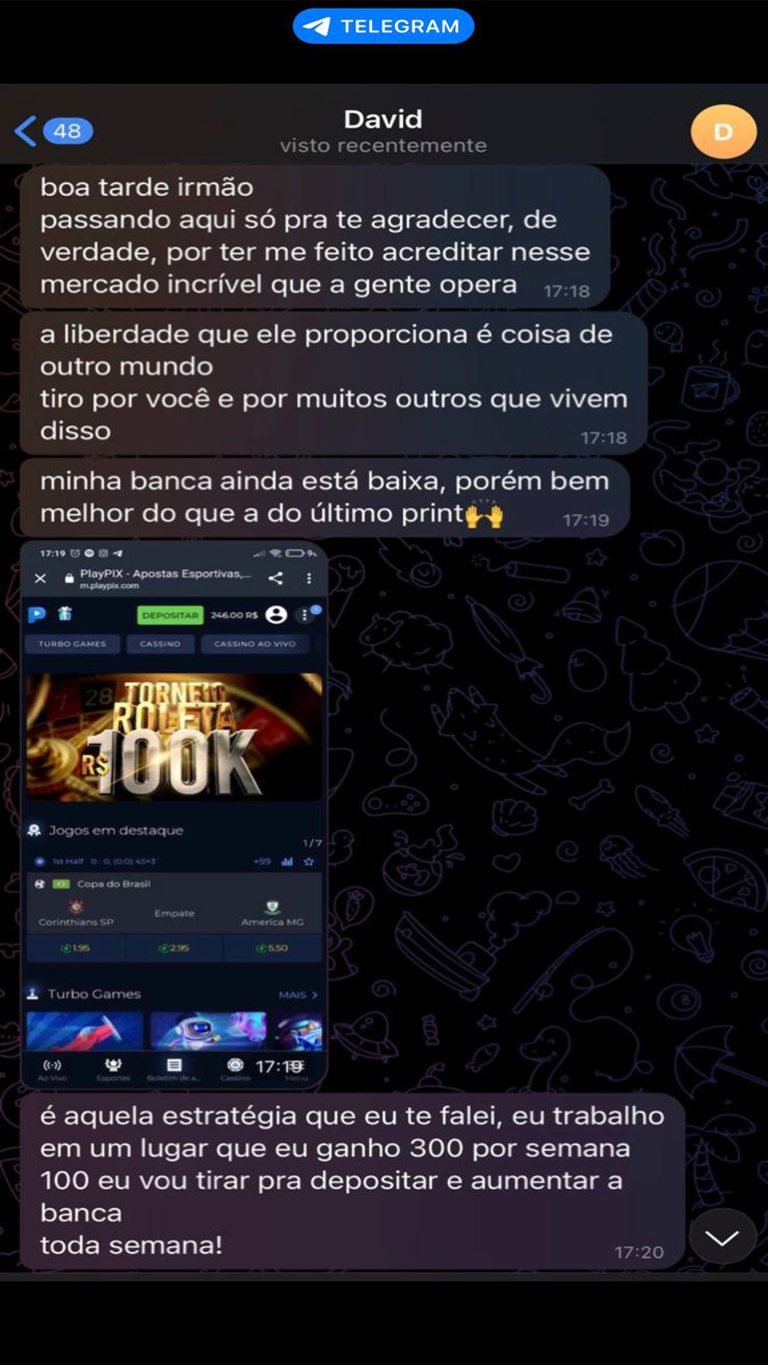 TELEGRAM
48
David
visto recentemente
D
boa tarde irmão
passando aqui só pra te agradecer, de
verdade, por ter me feito acreditar nesse
mercado incrível que a gente opera 17:18
a liberdade que ele proporciona é coisa de
outro mundo
tiro por você e por muitos outros que vivem
disso 17:18
minha banca ainda está baixa, porém bem
melhor do que a do último print🙌 17:19
17:19 9%
PlayPIX - Apostas Esportivas,...
m.playpix.com
DEPOSITAR 246.00 R$
TURBO GAMES CASSINO CASSINO AO VIVO
28
TORNEIO
ROLETA
R$ 100K
Jogos em destaque
1/7
1st Half 0 : 0, (0:0) 45+3` +59
Copa do Brasil
Corinthians SP Empate America MG
1.95 2.95 5.50
Turbo Games MAIS >
Ao Vivo Esportes Boletim de a... Cassino 17:19
é aquela estratégia que eu te falei, eu trabalho
em um lugar que eu ganho 300 por semana
100 eu vou tirar pra depositar e aumentar a
banca
toda semana! 17:20